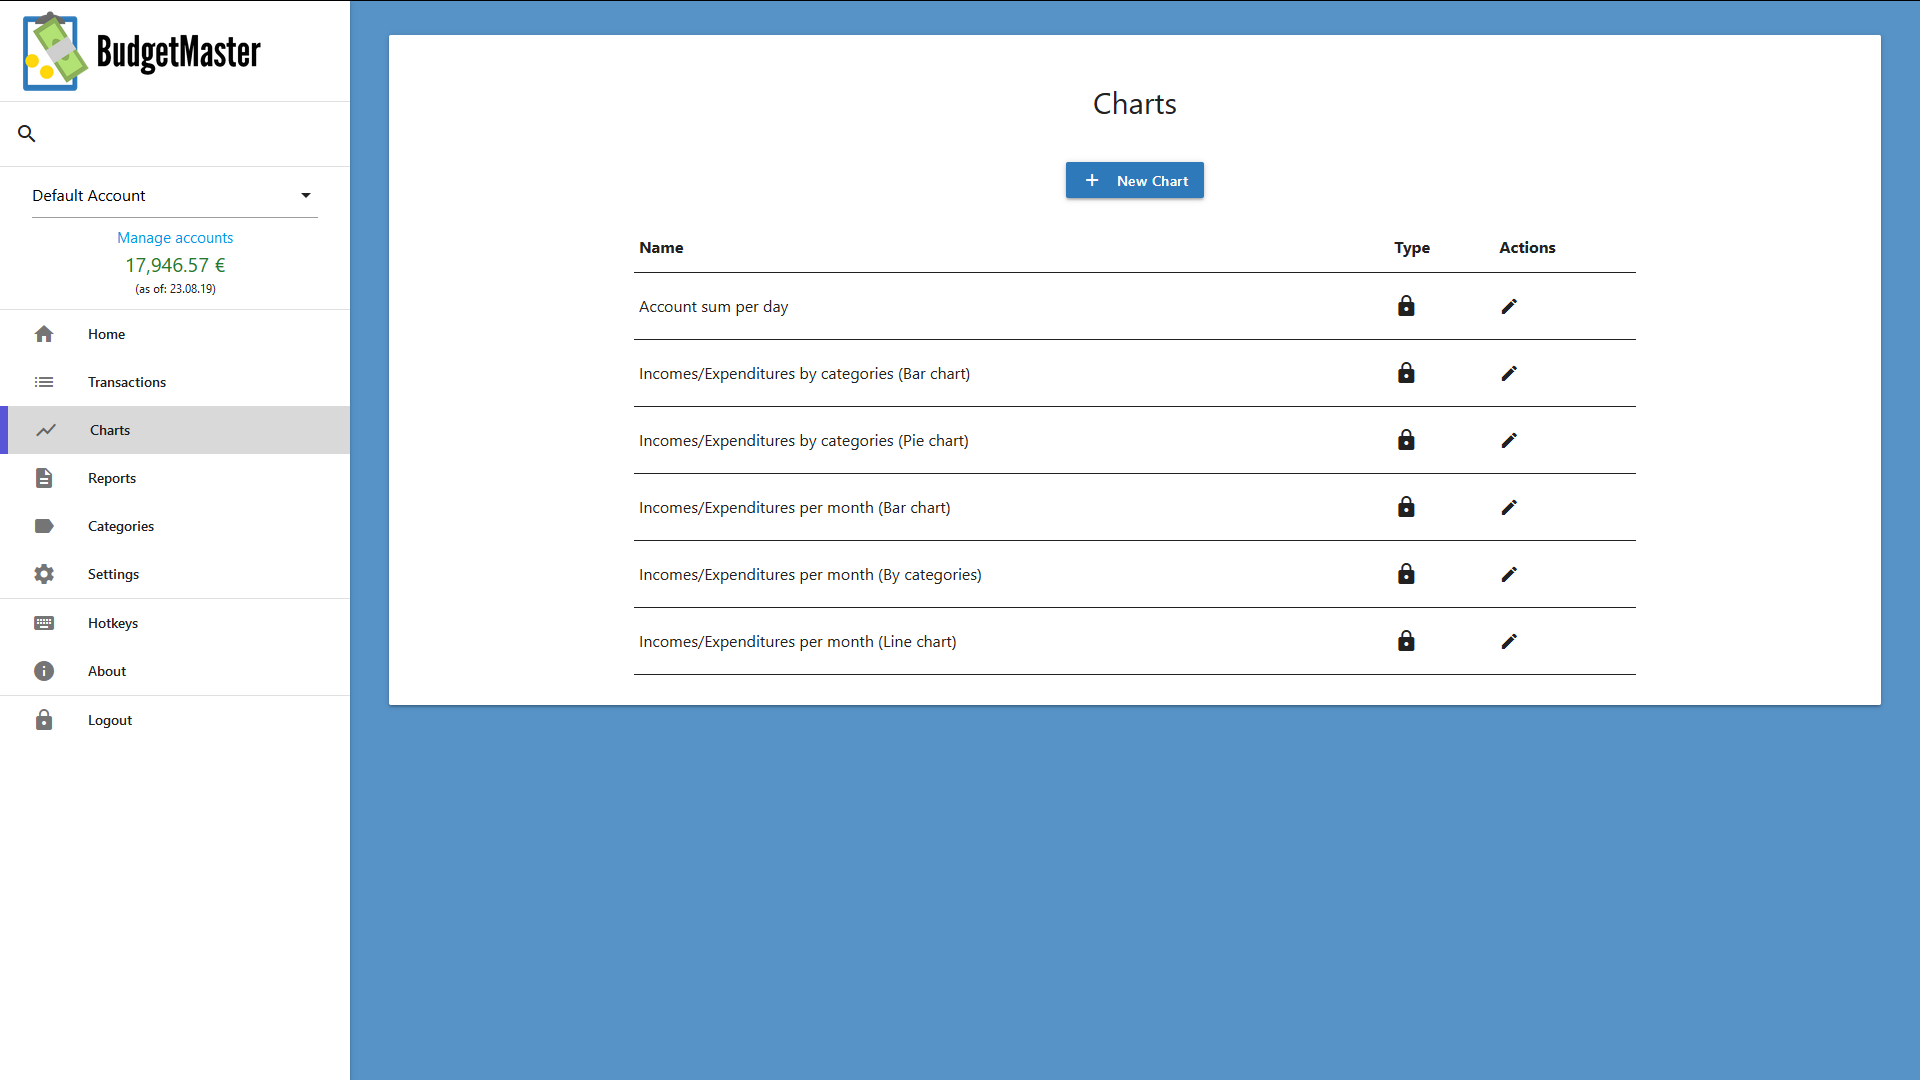 BudgetMaster
Default Account
Manage accounts
17,946.57 €
(as of: 23.08.19)
Home
Transactions
Charts
Reports
Categories
Settings
Hotkeys
About
Logout
Charts
New Chart
Name Type Actions
Account sum per day
Incomes/Expenditures by categories (Bar chart)
Incomes/Expenditures by categories (Pie chart)
Incomes/Expenditures per month (Bar chart)
Incomes/Expenditures per month (By categories)
Incomes/Expenditures per month (Line chart)